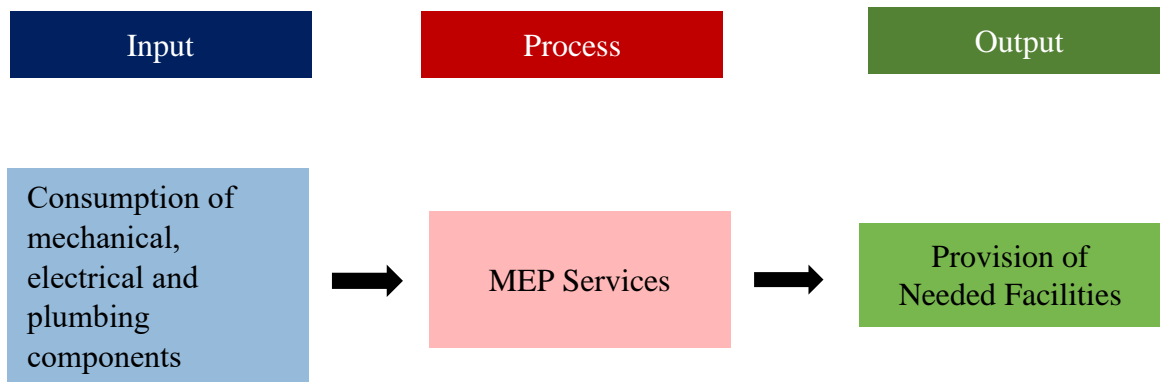 Input
Process
Output
Consumption of
mechanical,
electrical and
plumbing
components
MEP Services
Provision of
Needed Facilities